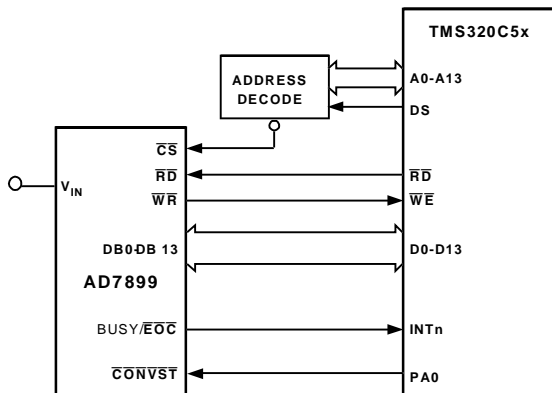 TMS320C5x
ADDRESS
DECODE
A0-A13
DS
CS
RD
RD
VIN
WR
WE
DB0-DB 13
D0-D13
AD7899
BUSY/EOC
INTn
CONVST
PA0